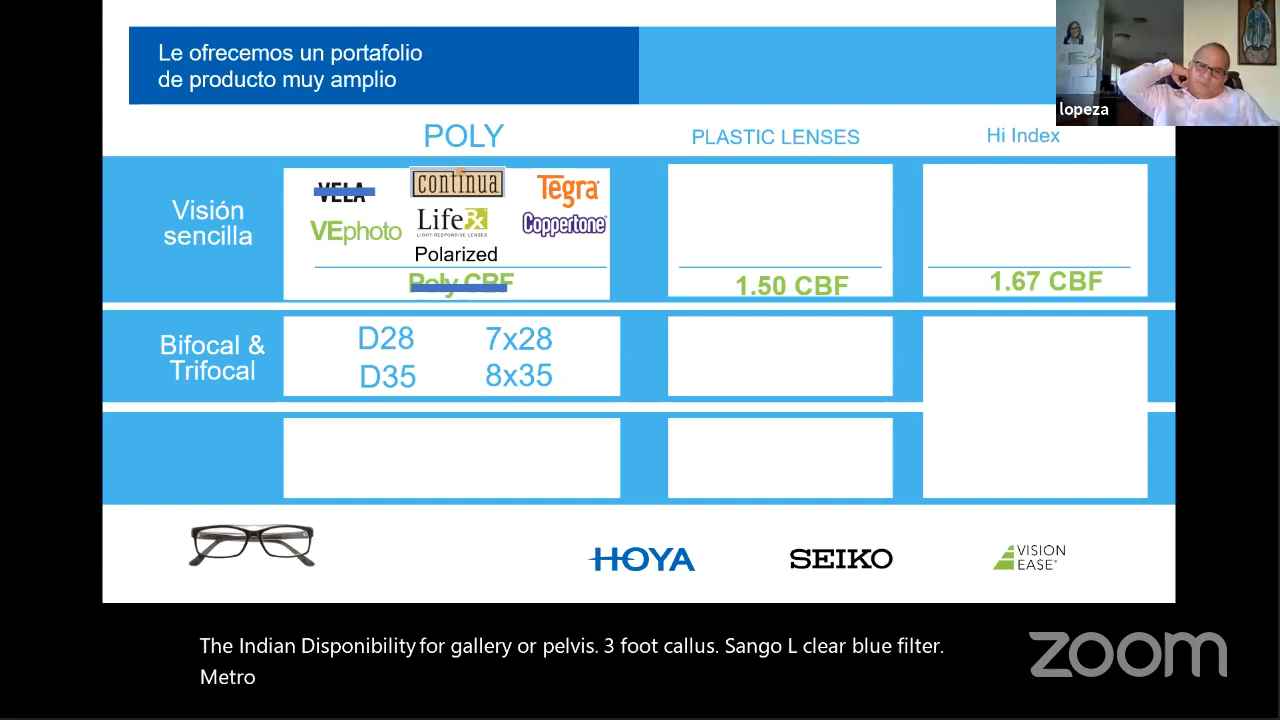 Le ofrecemos un portafolio
de producto muy amplio
lopeza
POLY
PLASTIC LENSES
Hi Index
Visión
sencilla
VELA
continua
Tegra
VEphoto
LifeRx
LIGHT-RESPONSIVE LENSES
Coppertone
Polarized
Poly CBF
1.50 CBF
1.67 CBF
Bifocal &
Trifocal
D28
7x28
D35
8x35
HOYA
SEIKO
VISION
EASE
The Indian Disponibility for gallery or pelvis. 3 foot callus. Sango L clear blue filter.
Metro
zoom